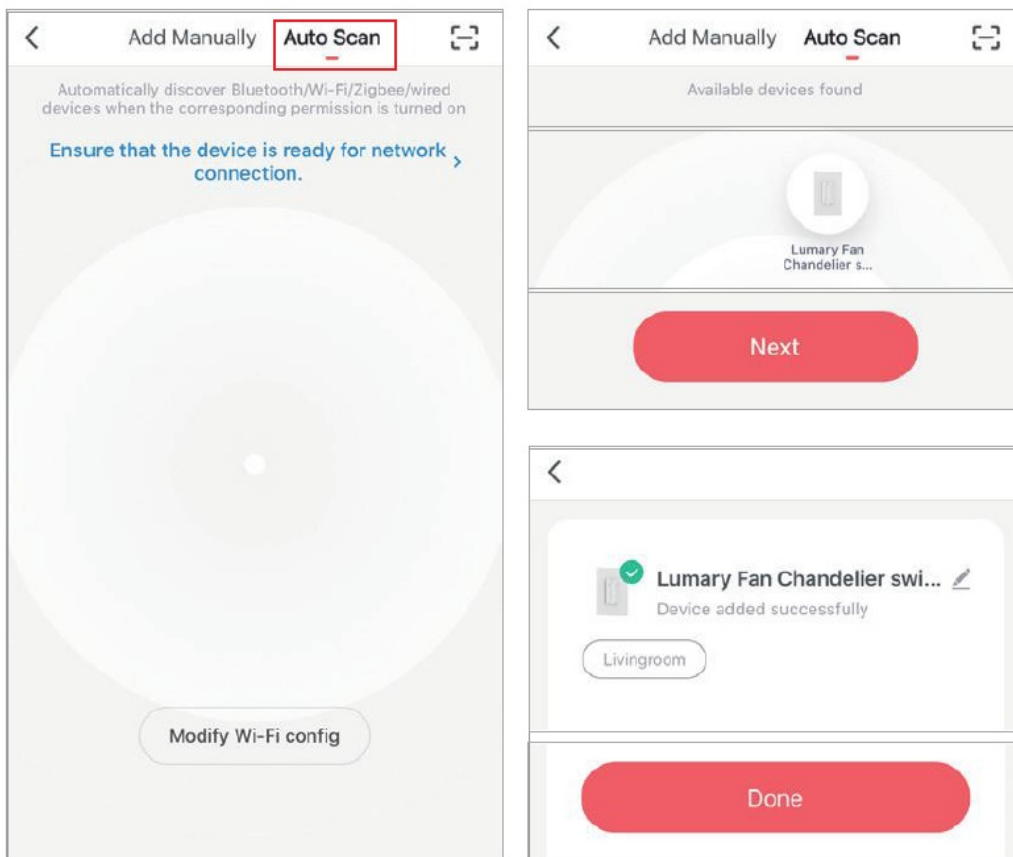 Add Manually Auto Scan
Automatically discover Bluetooth/Wi-Fi/Zigbee/wired
devices when the corresponding permission is turned on
Ensure that the device is ready for network
connection.
Modify Wi-Fi config
Add Manually Auto Scan
Available devices found
Lumary Fan
Chandelier s...
Next
Lumary Fan Chandelier swi...
Device added successfully
Livingroom
Done